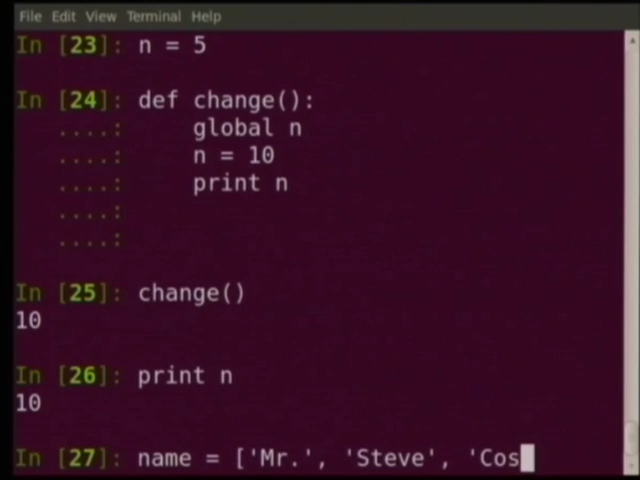 File Edit View Terminal Help
In [23]: n = 5
In [24]: def change():
....: global n
....: n = 10
....: print n
....:
....:
In [25]: change()
10
In [26]: print n
10
In [27]: name = ['Mr.', 'Steve', 'Cos